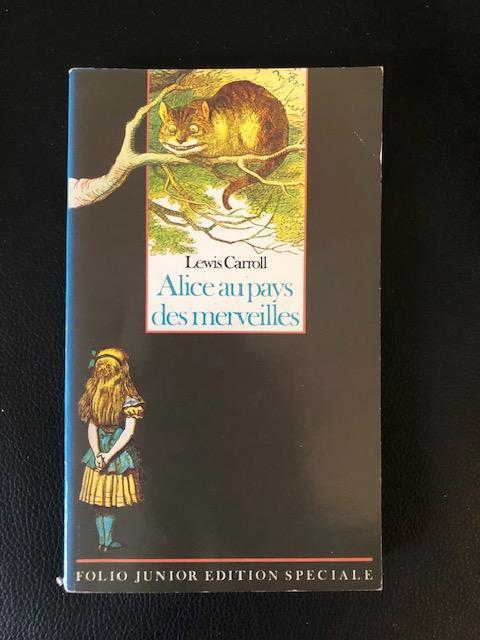 Lewis Carroll
Alice au pays
des merveilles
FOLIO JUNIOR EDITION SPECIALE